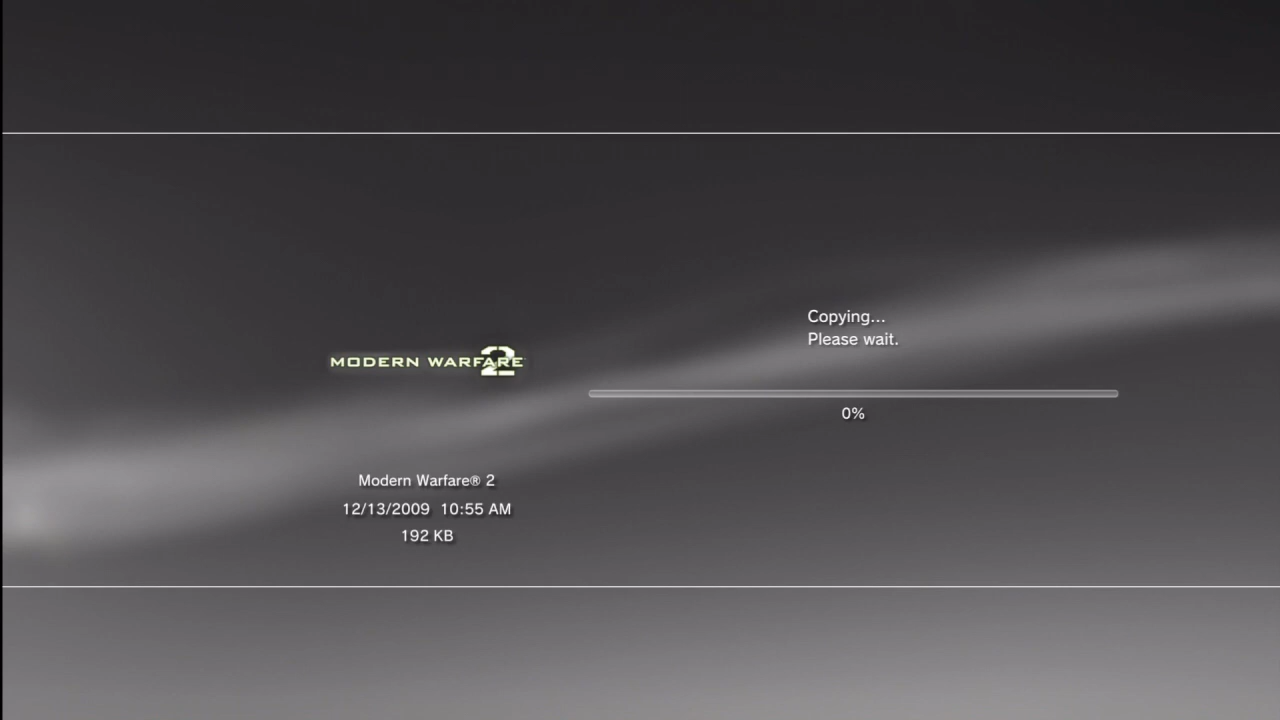 MODERN WARFARE 2
Modern Warfare® 2
12/13/2009 10:55 AM
192 KB
Copying...
Please wait.
0%